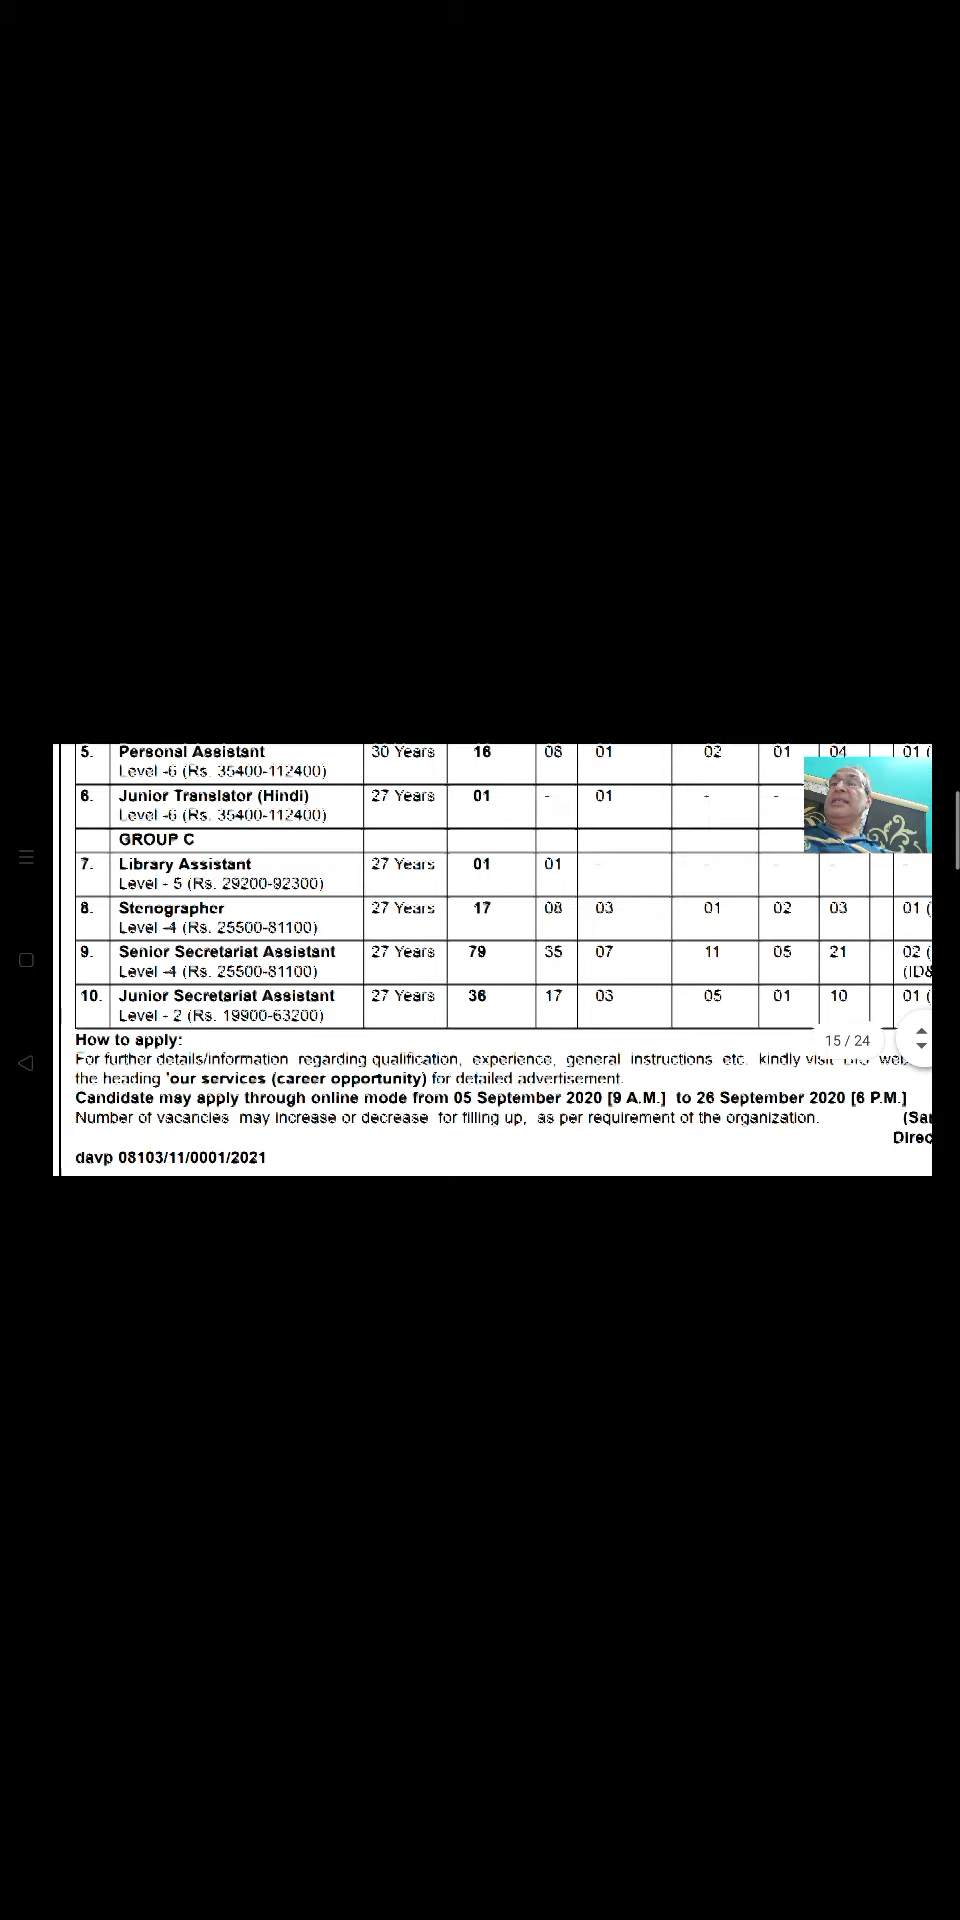 5. Personal Assistant 30 Years 16 08 01 02 01 04 01 (
Level -6 (Rs. 35400-112400)
6. Junior Translator (Hindi) 27 Years 01 - 01 - -
Level -6 (Rs. 35400-112400)
GROUP C
7. Library Assistant 27 Years 01 01 - - - - -
Level - 5 (Rs. 29200-92300)
8. Stenographer 27 Years 17 08 03 01 02 03 01 (
Level -4 (Rs. 25500-81100)
9. Senior Secretariat Assistant 27 Years 79 35 07 11 05 21 02 (
Level -4 (Rs. 25500-81100) (ID&
10. Junior Secretariat Assistant 27 Years 36 17 03 05 01 10 01 (
Level - 2 (Rs. 19900-63200)
How to apply:
15 / 24
For further details/information regarding qualification, experience, general instructions etc. kindly visit
the heading 'our services (career opportunity) for detailed advertisement.
Candidate may apply through online mode from 05 September 2020 [9 A.M.] to 26 September 2020 [6 P.M.]
Number of vacancies may increase or decrease for filling up, as per requirement of the organization. (Sar
Direc
davp 08103/11/0001/2021